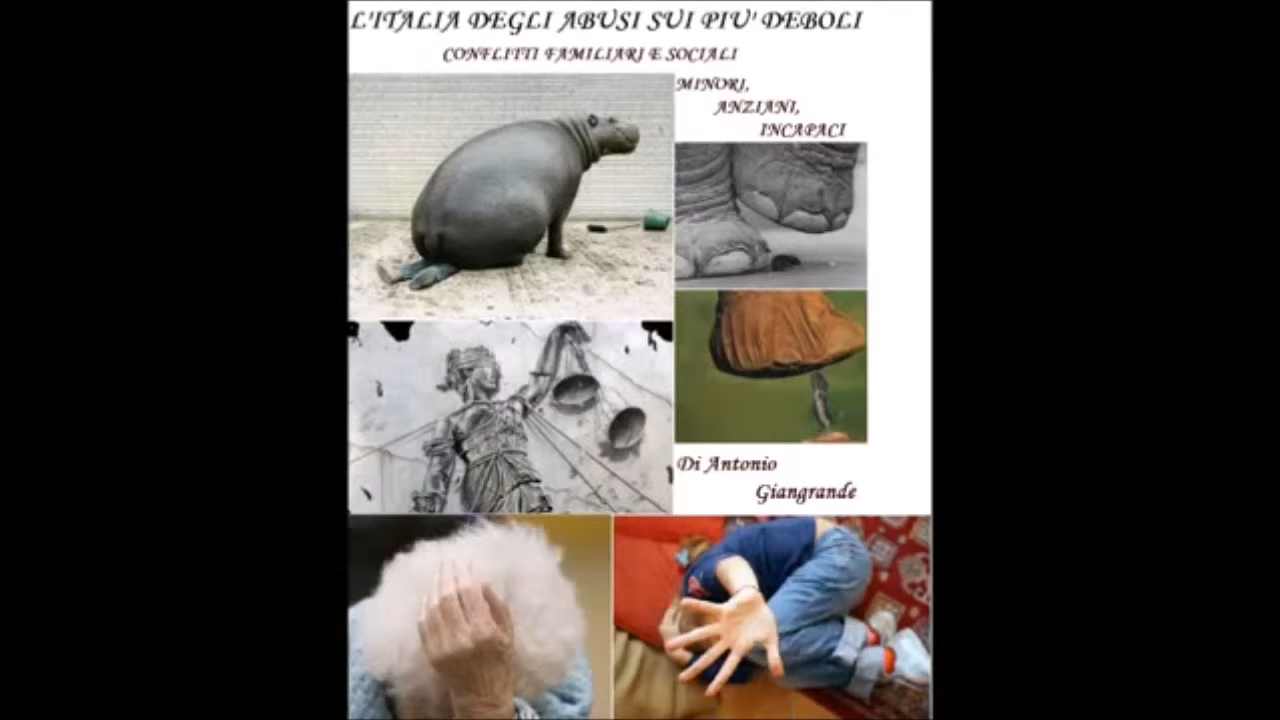 L'ITALIA DEGLI ABUSI SUI PIU' DEBOLI
CONFLITTI FAMILIARI E SOCIALI
MINORI,
ANZIANI,
INCAPACI
Di Antonio
Giangrande